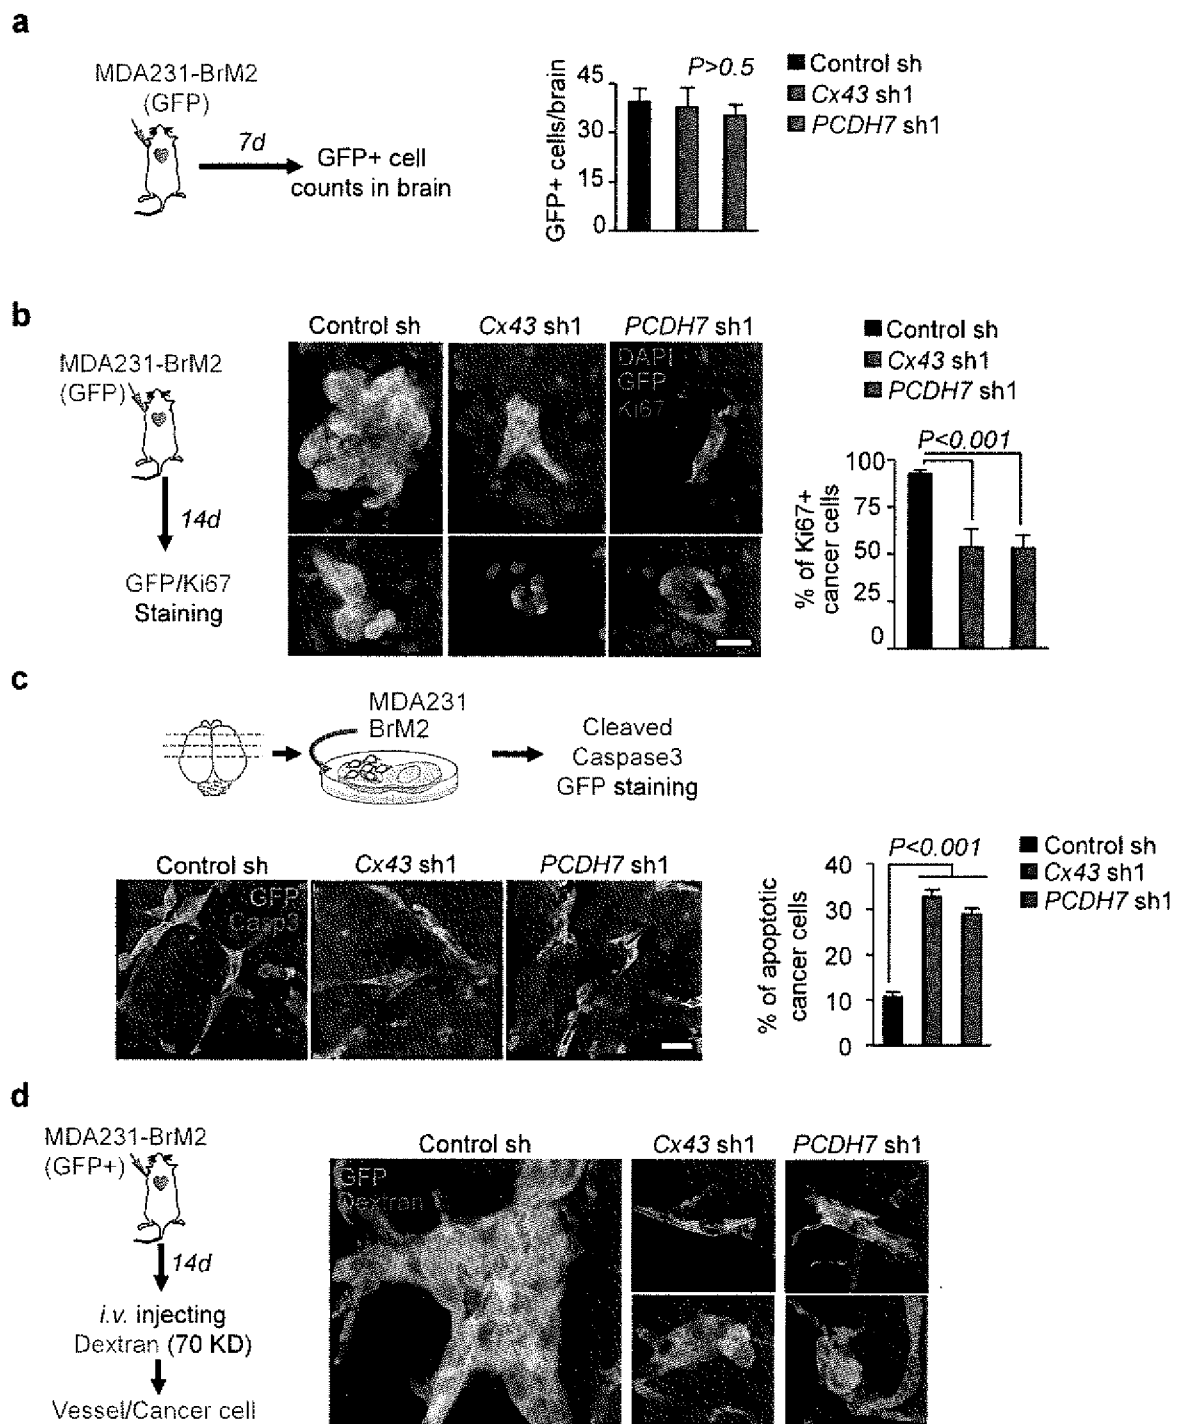 a
MDA231-BrM2
(GFP)
7d
GFP+ cell
counts in brain
GFP+ cells/brain
45
30
15
0
P>0.5
Control sh
Cx43 sh1
PCDH7 sh1
b
MDA231-BrM2
(GFP)
14d
GFP/Ki67
Staining
Control sh
Cx43 sh1
PCDH7 sh1
DAPI
GFP
Ki67
Control sh
Cx43 sh1
PCDH7 sh1
P<0.001
% of Ki67+
cancer cells
100
75
50
25
0
c
MDA231
BrM2
Cleaved
Caspase3
GFP staining
Control sh
Cx43 sh1
PCDH7 sh1
GFP
Casp3
P<0.001
% of apoptotic
cancer cells
40
30
20
10
0
Control sh
Cx43 sh1
PCDH7 sh1
d
MDA231-BrM2
(GFP+)
14d
i.v. injecting
Dextran (70 KD)
Vessel/Cancer cell
Control sh
Cx43 sh1
PCDH7 sh1
GFP
Dextran